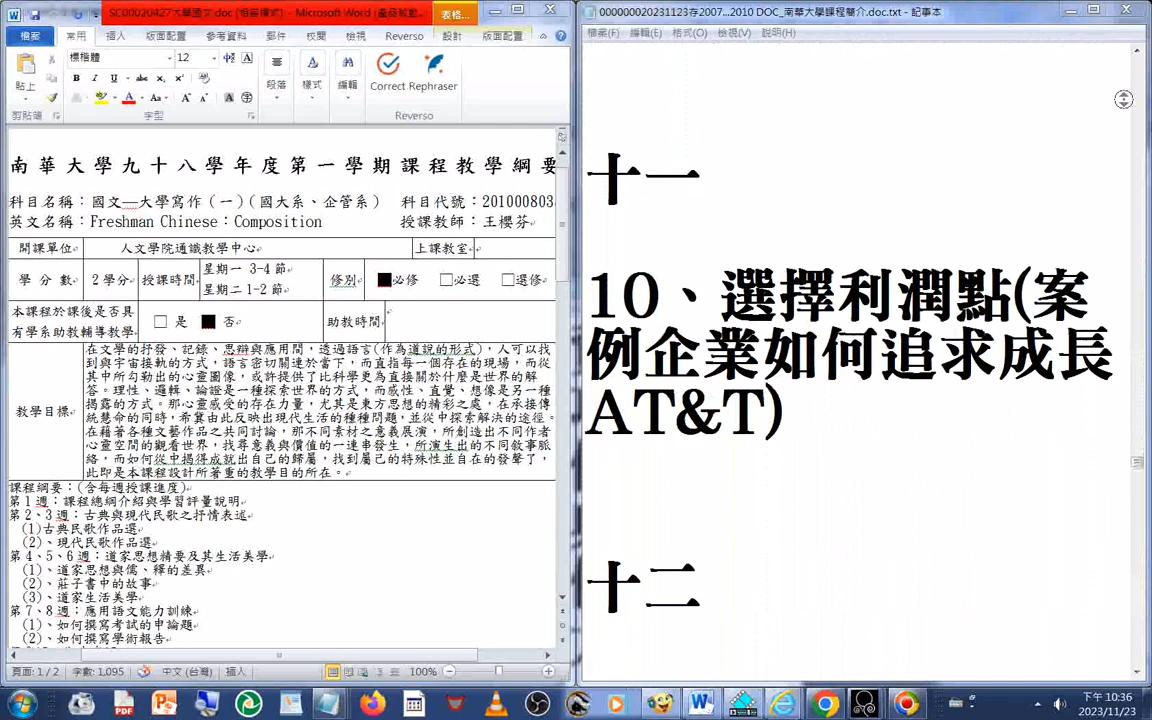 SC00020427大學國文.doc (相容模式) - Microsoft Word (產品啟動...
表格...
檔案 常用 插入 版面配置 參考資料 郵件 校閱 檢視 Reverso 設計 版面配置
標楷體 12
貼上 段落 樣式 編輯 Correct Rephraser
剪貼簿 字型 Reverso
南華大學九十八學年度第一學期課程教學綱要
科目名稱：國文—大學寫作(一)(國大系、企管系) 科目代號：201000803
英文名稱：Freshman Chinese：Composition 授課教師：王櫻芬
開課單位 人文學院通識教學中心 上課教室
學分數 2學分 授課時間 星期一 3-4節 星期二1-2節 修別 必修 必選 選修
本課程於課後是否具有學系助教輔導教學 是 否 助教時間
教學目標
在文學的抒發、記錄、思辯與應用間，透過語言(作為道說的形式)，人可以找
到與宇宙接軌的方式，語言密切關連於當下，而直指每一個存在的現場，而從
其中所勾勒出的心靈圖像，或許提供了比科學更為直接關於什麼是世界的解
答。理性、邏輯、論證是一種探索世界的方式，而感性、直覺、想像是另一種
揭露的方式。那心靈感受的存在力量，尤其是東方思想的精彩之處，在承接傳
統慧命的同時，希冀由此反映出現代生活的種種問題，並從中探索解決的途徑。
在藉著各種文藝作品之共同討論，那不同素材之意義展演，所創造出不同作者
心靈空間的觀看世界，找尋意義與價值的一連串發生，所演生出的不同敘事脈
絡，而如何從中揭得成就出自己的歸屬，找到屬己的特殊性並自在的發聲了，
此即是本課程設計所著重的教學目的所在。
課程綱要：(含每週授課進度)
第1週：課程總綱介紹與學習評量說明
第2、3週：古典與現代民歌之抒情表述
(1)古典民歌作品選
(2)、現代民歌作品選
第4、5、6週：道家思想精要及其生活美學
(1)、道家思想與儒、釋的差異
(2)、莊子書中的故事
(3)、道家生活美學
第7、8週：應用語文能力訓練
(1)、如何撰寫考試的申論題
(2)、如何撰寫學術報告
頁面：1/2 字數：1,095 中文(台灣) 插入 100%
000000020231123存2007...2010 DOC_南華大學課程簡介.doc.txt - 記事本
檔案(F) 編輯(E) 格式(O) 檢視(V) 說明(H)
十一
10、選擇利潤點(案
例企業如何追求成長
AT&T)
十二
下午 10:36
2023/11/23